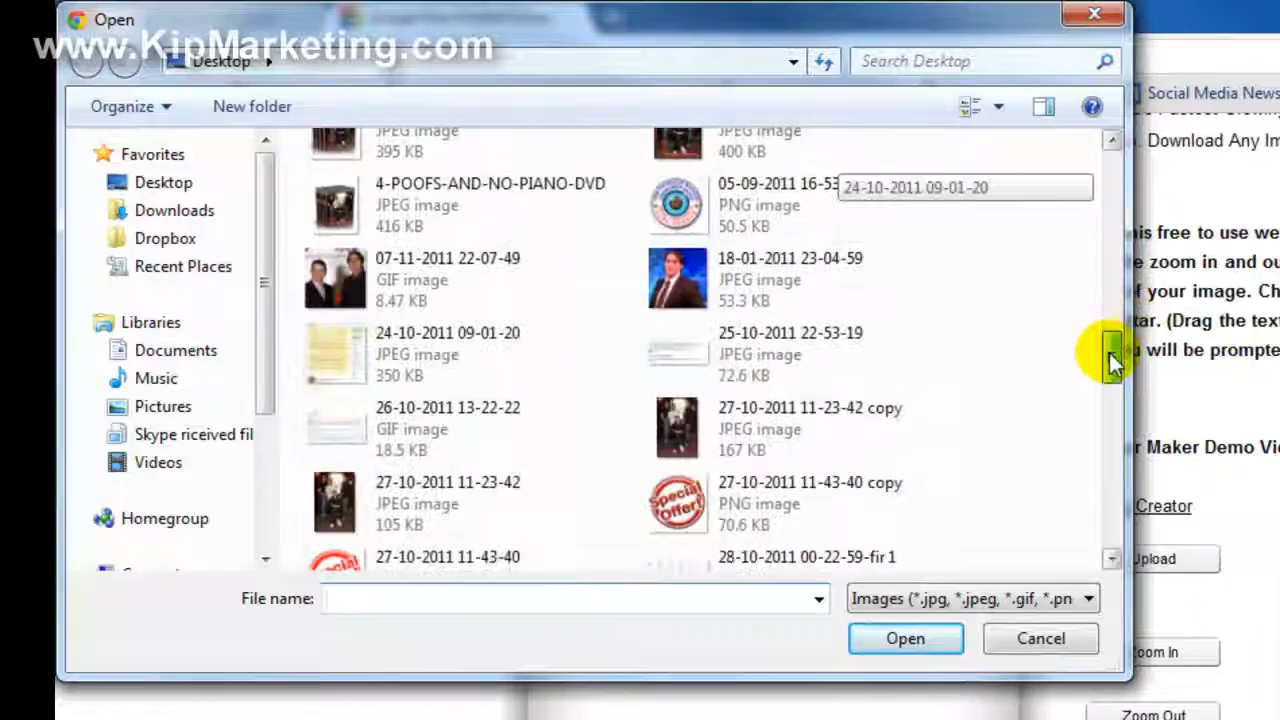 Open
www.KipMarketing.com
Desktop
Search Desktop
Organize
New folder
Social Media News
Favorites
Desktop
Downloads
Dropbox
Recent Places
Libraries
Documents
Music
Pictures
Skype riceived fil
Videos
Homegroup
JPEG image
395 KB
JPEG image
400 KB
4-POOFS-AND-NO-PIANO-DVD
JPEG image
416 KB
05-09-2011 16-53
PNG image
50.5 KB
24-10-2011 09-01-20
07-11-2011 22-07-49
GIF image
8.47 KB
18-01-2011 23-04-59
JPEG image
53.3 KB
24-10-2011 09-01-20
JPEG image
350 KB
25-10-2011 22-53-19
JPEG image
72.6 KB
26-10-2011 13-22-22
GIF image
18.5 KB
27-10-2011 11-23-42 copy
JPEG image
167 KB
27-10-2011 11-23-42
JPEG image
105 KB
27-10-2011 11-43-40 copy
PNG image
70.6 KB
Special
Offer!
27-10-2011 11-43-40
28-10-2011 00-22-59-fir 1
File name:
Images (*.jpg, *.jpeg, *.gif, *.pn
Open
Cancel
. Download Any Im
is free to use we
e zoom in and ou
f your image. Ch
tar. (Drag the text
u will be prompte
r Maker Demo Vi
Creator
Upload
Zoom In
Zoom Out